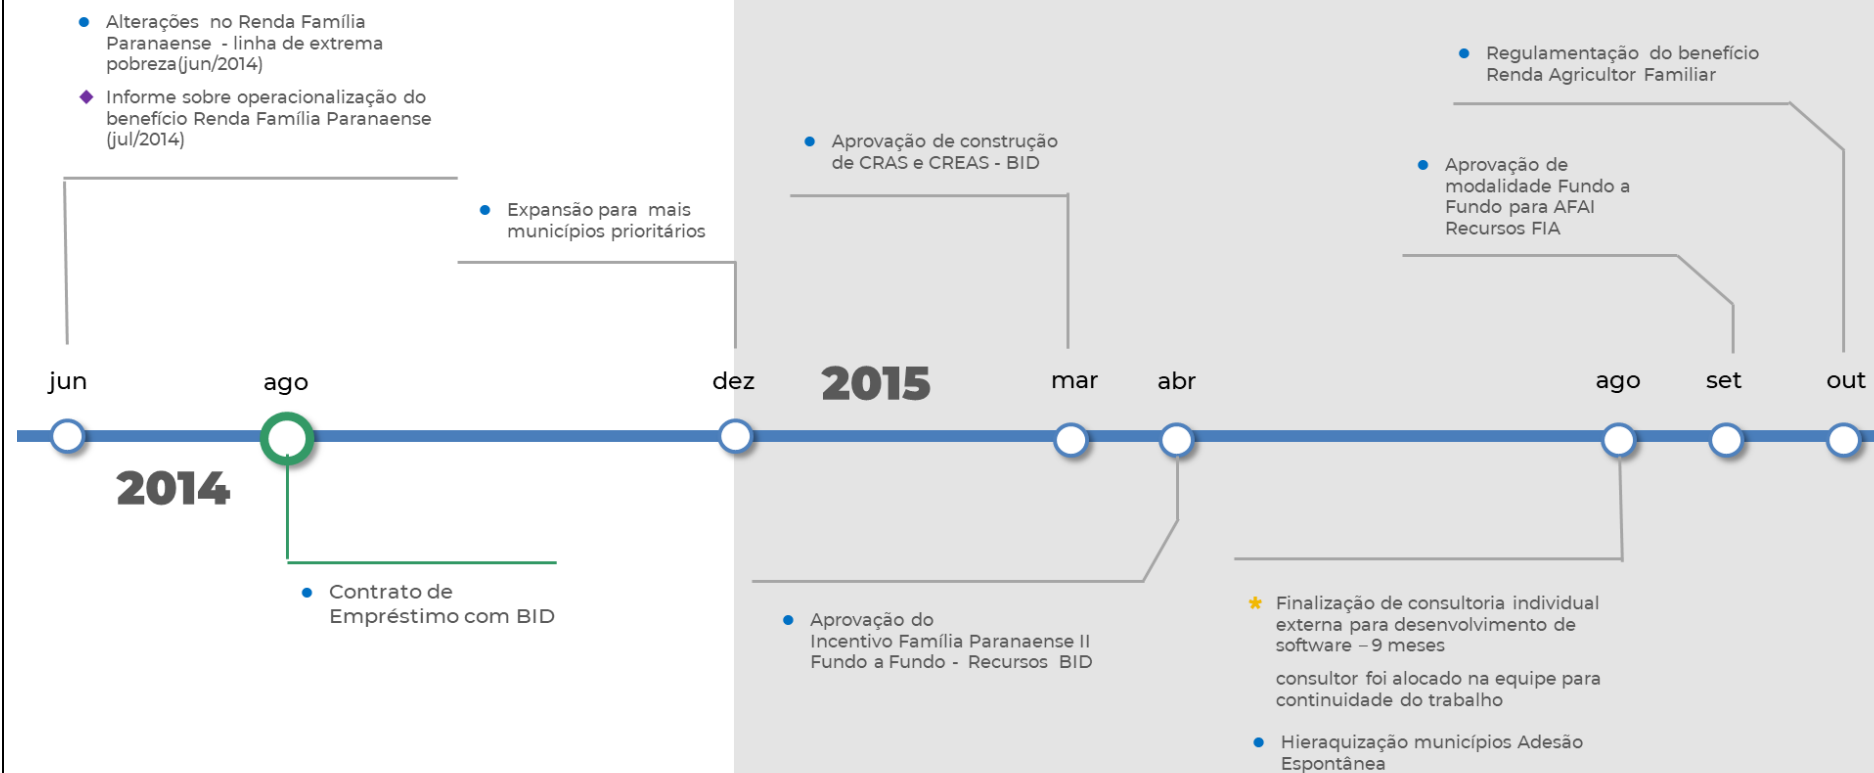 Alterações no Renda Família
Paranaense - linha de extrema
pobreza(jun/2014)
Informe sobre operacionalização do
benefício Renda Família Paranaense
(jul/2014)
Expansão para mais
municípios prioritários
Aprovação de construção
de CRAS e CREAS - BID
Regulamentação do benefício
Renda Agricultor Familiar
Aprovação de
modalidade Fundo a
Fundo para AFAI
Recursos FIA
jun
ago
dez
2015
mar
abr
ago
set
out
2014
Contrato de
Empréstimo com BID
Aprovação do
Incentivo Família Paranaense II
Fundo a Fundo - Recursos BID
Finalização de consultoria individual
externa para desenvolvimento de
software – 9 meses
consultor foi alocado na equipe para
continuidade do trabalho
Hieraquização municípios Adesão
Espontânea